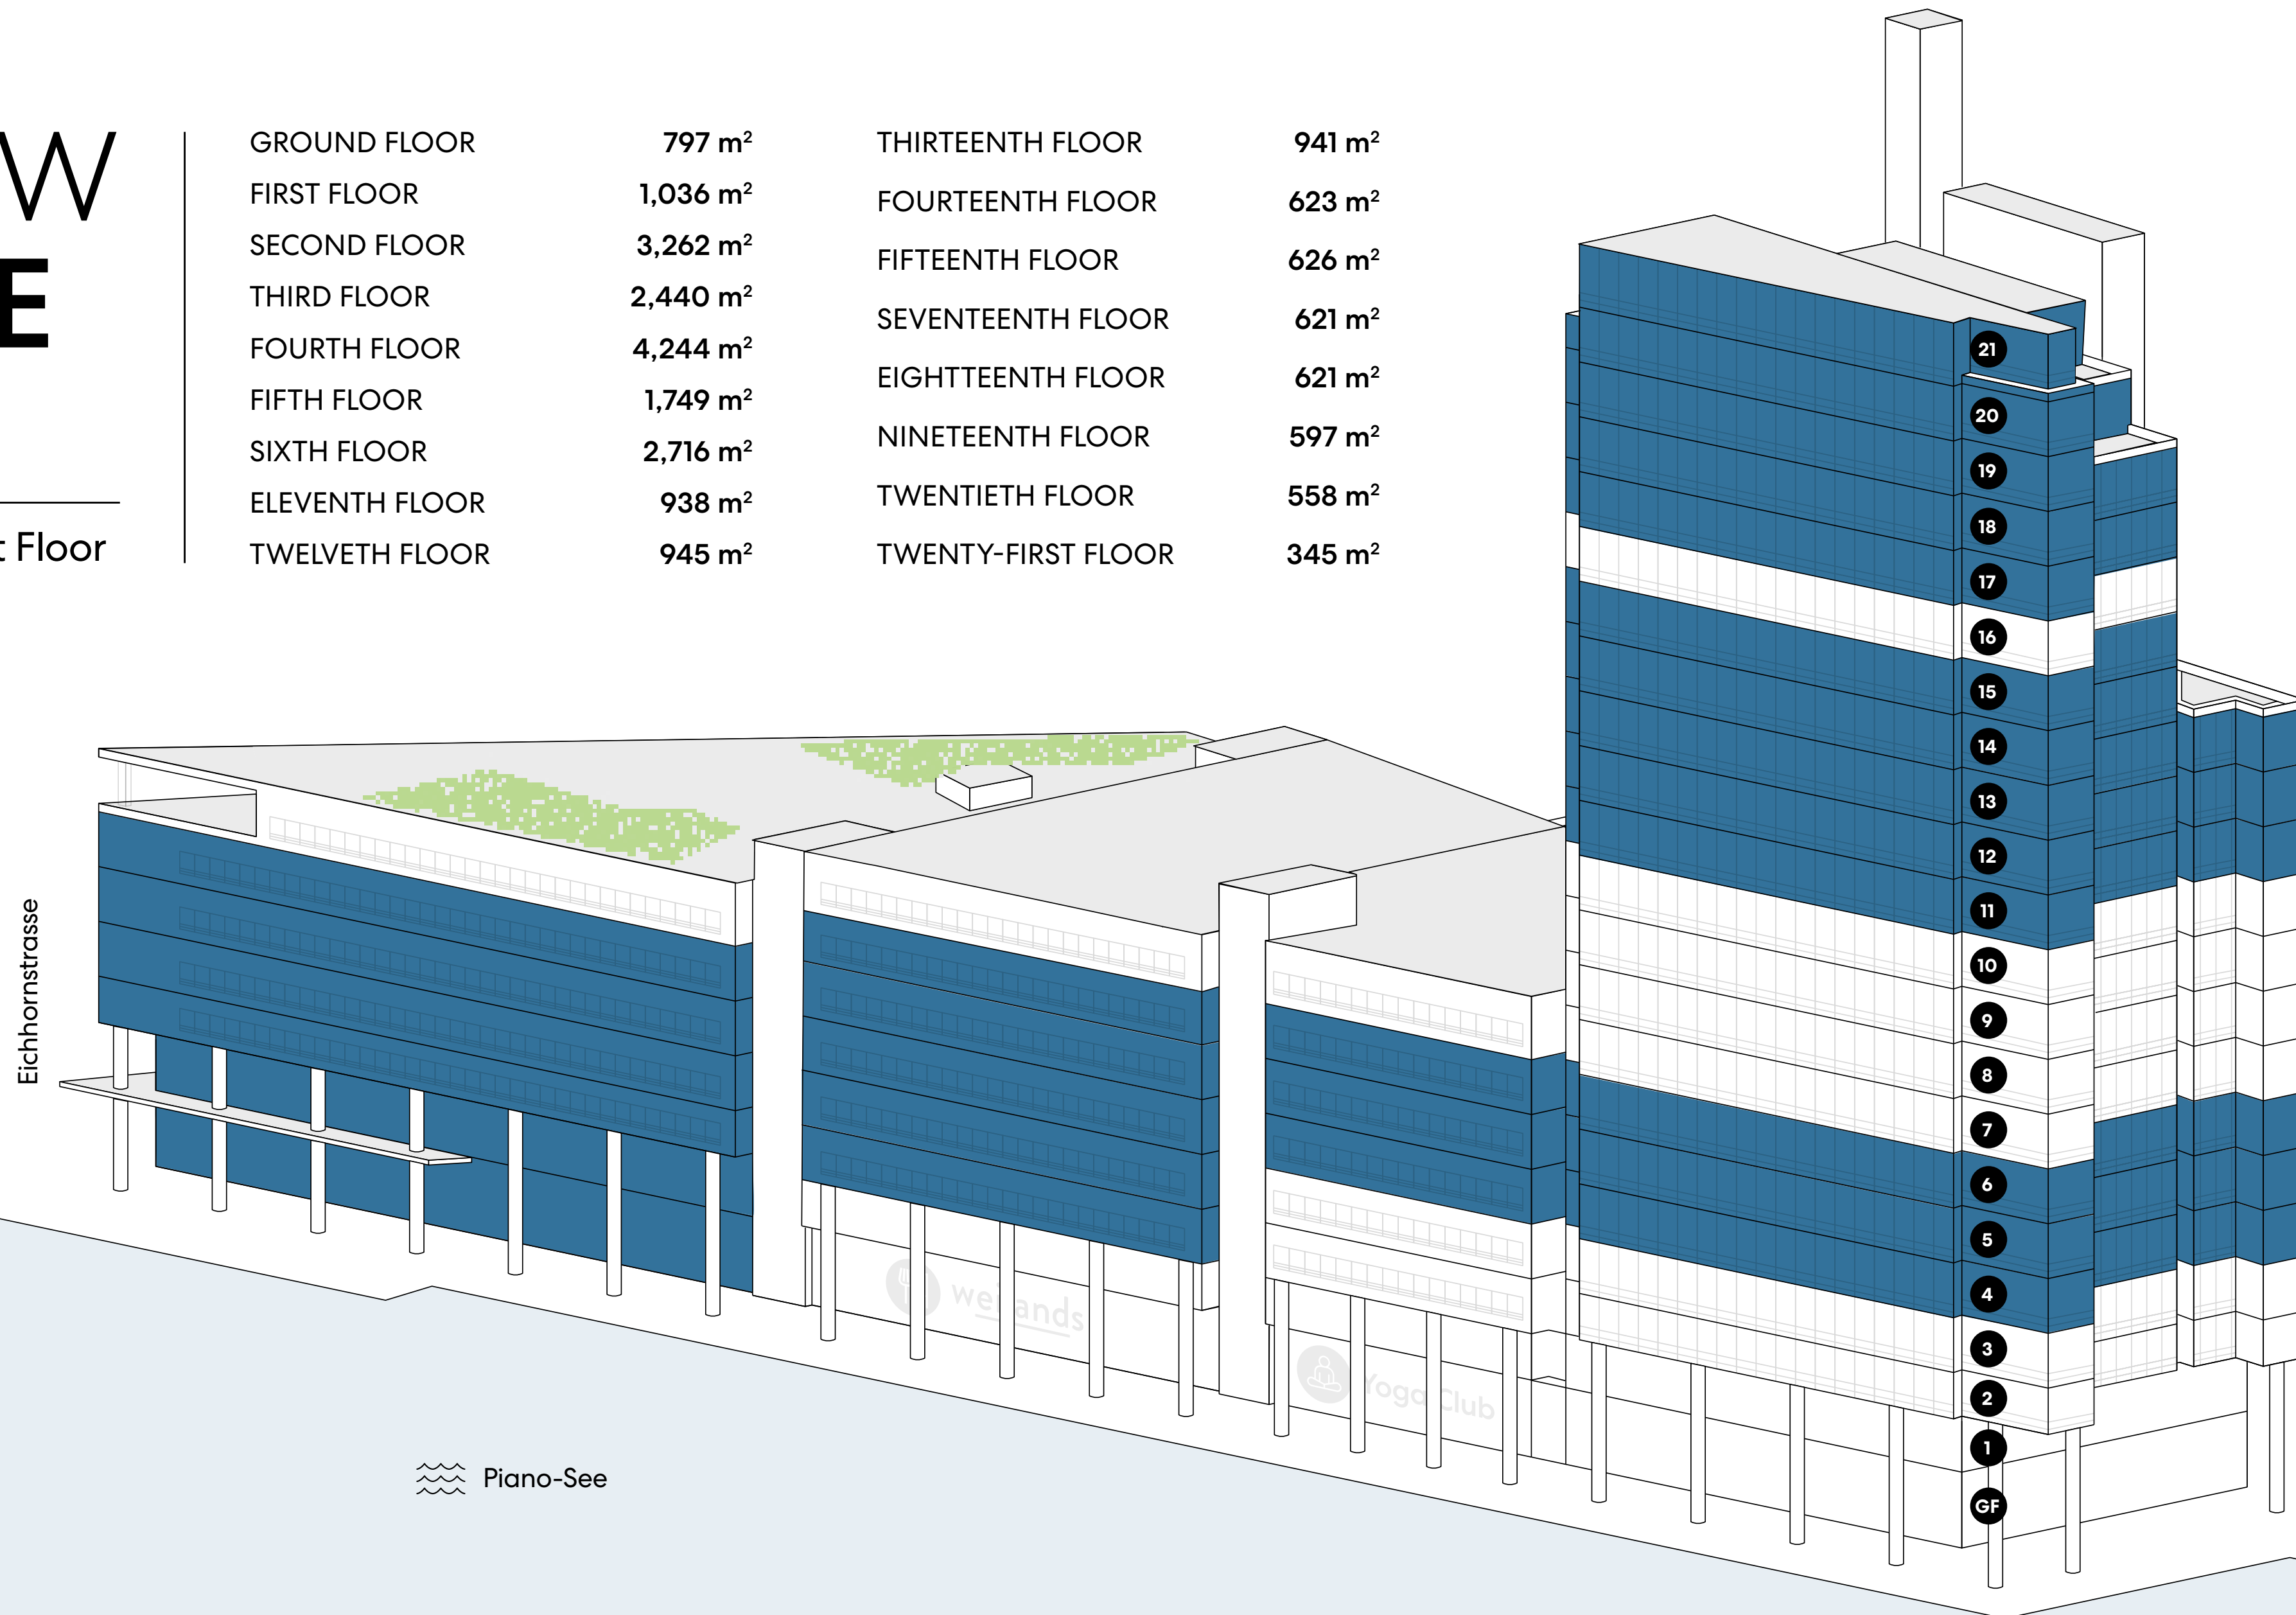 W
E
t Floor
GROUND FLOOR 797 m²
FIRST FLOOR 1,036 m²
SECOND FLOOR 3,262 m²
THIRD FLOOR 2,440 m²
FOURTH FLOOR 4,244 m²
FIFTH FLOOR 1,749 m²
SIXTH FLOOR 2,716 m²
ELEVENTH FLOOR 938 m²
TWELVETH FLOOR 945 m²
THIRTEENTH FLOOR 941 m²
FOURTEENTH FLOOR 623 m²
FIFTEENTH FLOOR 626 m²
SEVENTEENTH FLOOR 621 m²
EIGHTTEENTH FLOOR 621 m²
NINETEENTH FLOOR 597 m²
TWENTIETH FLOOR 558 m²
TWENTY-FIRST FLOOR 345 m²
21
20
19
18
17
16
15
14
13
12
11
10
9
8
7
6
5
4
3
2
1
GF
Eichhornstrasse
Yoga Club
Piano-See